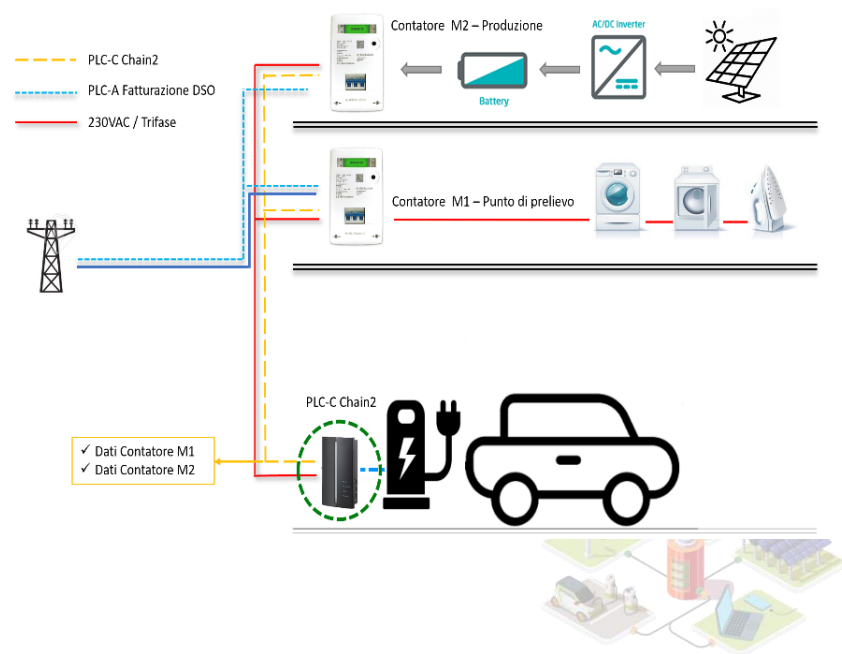 Contatore M2 – Produzione
AC/DC Inverter
PLC-C Chain2
PLC-A Fatturazione DSO
230VAC / Trifase
Battery
Contatore M1 – Punto di prelievo
PLC-C Chain2
✓ Dati Contatore M1
✓ Dati Contatore M2